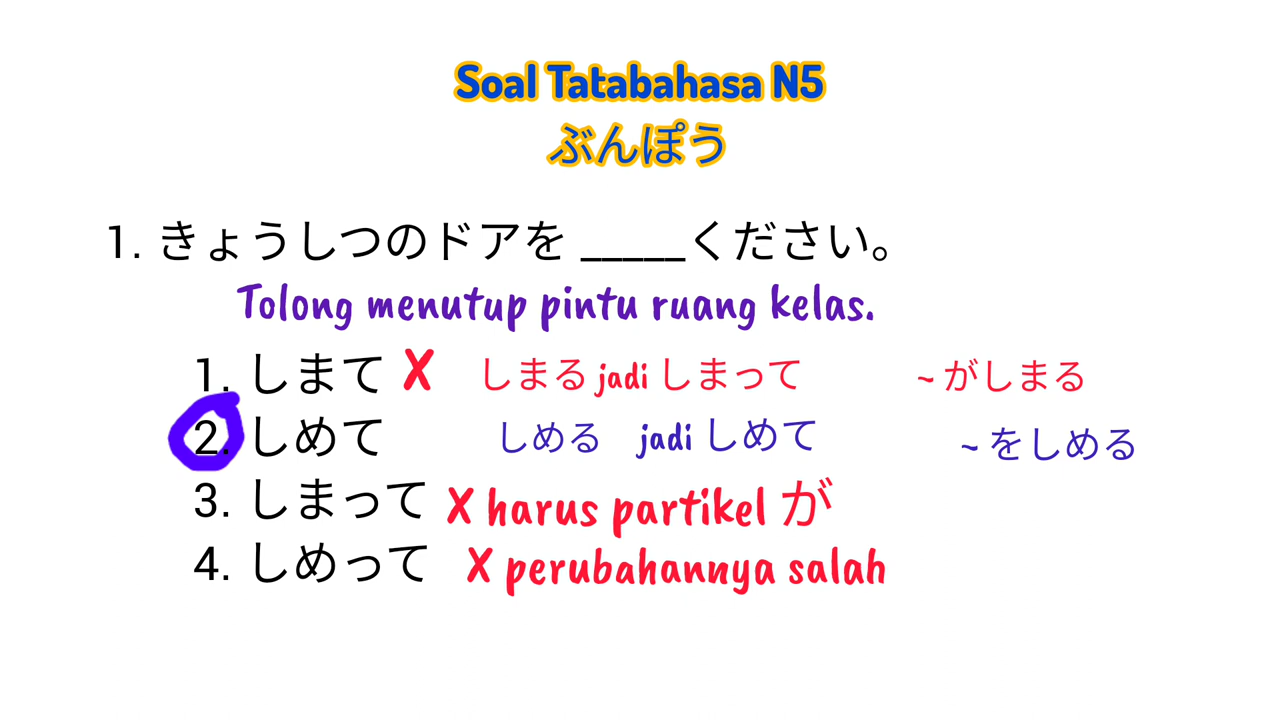 Soal Tatabahasa N5
ぶんぽう
1. きょうしつのドアを _____ください。
Tolong menutup pintu ruang kelas.
1. しまて X しまる jadi しまって ~ がしまる
2. しめて しめる jadi しめて ~ をしめる
3. しまって X harus partikel が
4. しめって X perubahannya salah